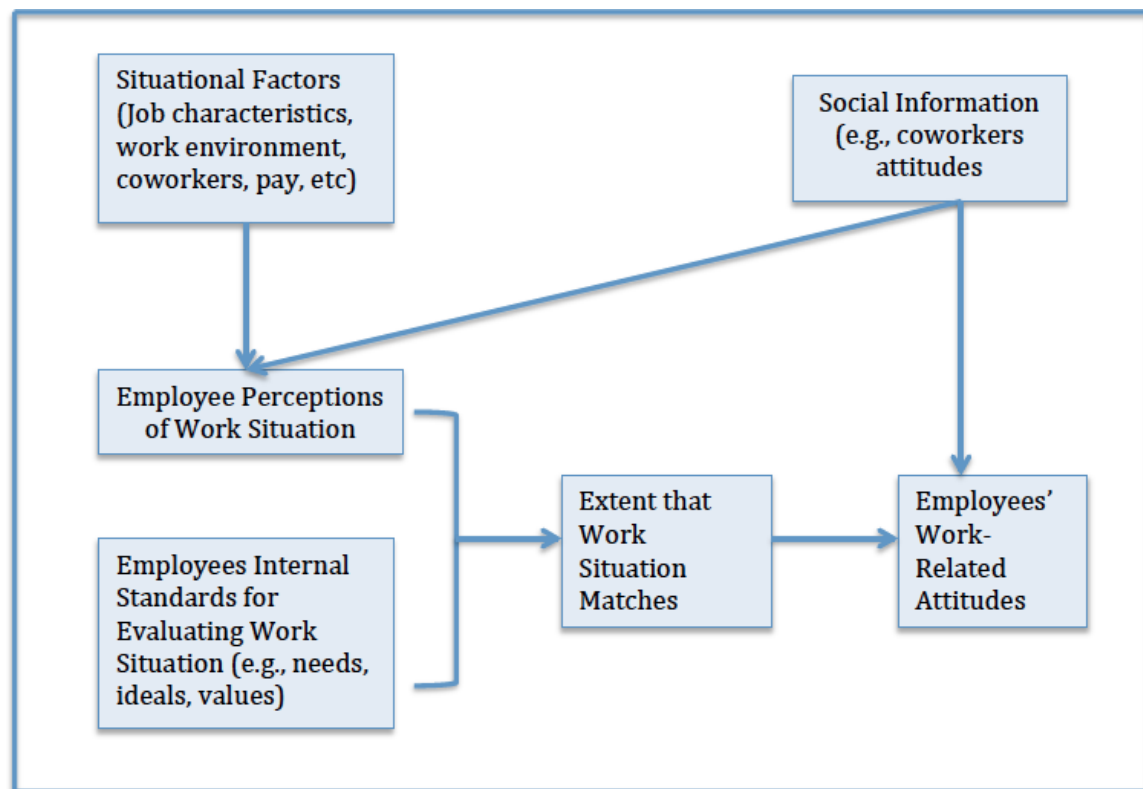 Situational Factors
(Job characteristics,
work environment,
coworkers, pay, etc)
Social Information
(e.g., coworkers
attitudes
Employee Perceptions
of Work Situation
Employees Internal
Standards for
Evaluating Work
Situation (e.g., needs,
ideals, values)
Extent that
Work
Situation
Matches
Employees’
Work-
Related
Attitudes